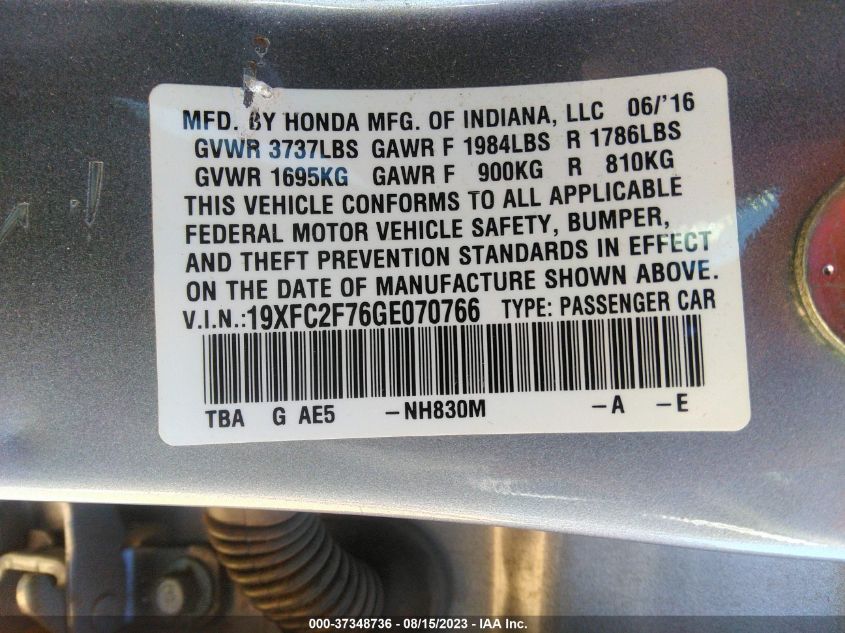 MFD. BY HONDA MFG. OF INDIANA, LLC 06/'16
GVWR 3737LBS GAWR F 1984LBS R 1786LBS
GVWR 1695KG GAWR F 900KG R 810KG
THIS VEHICLE CONFORMS TO ALL APPLICABLE
FEDERAL MOTOR VEHICLE SAFETY, BUMPER,
AND THEFT PREVENTION STANDARDS IN EFFECT
ON THE DATE OF MANUFACTURE SHOWN ABOVE.
V.I.N.:19XFC2F76GE070766 TYPE: PASSENGER CAR
TBA G AE5 -NH830M -A -E
000-37348736 - 08/15/2023 - IAA Inc.